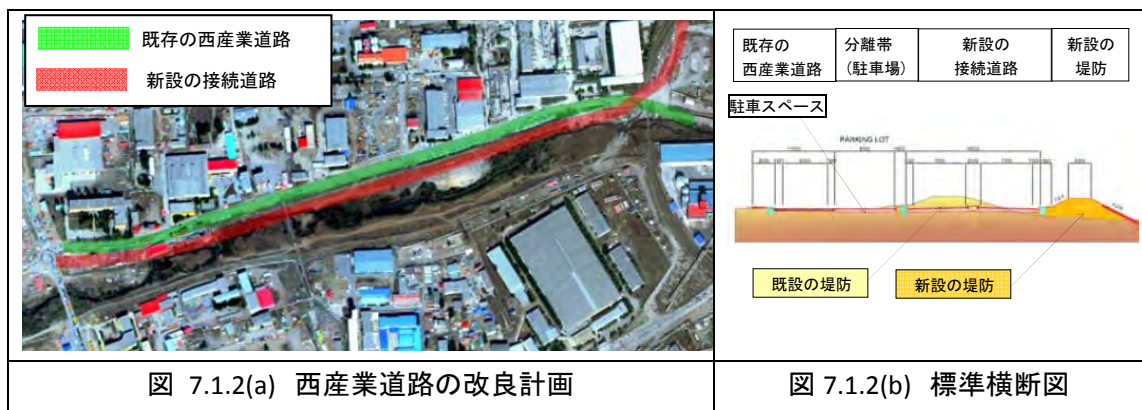 既存の西産業道路
新設の接続道路
図 7.1.2(a) 西産業道路の改良計画
既存の
西産業道路
分離帯
(駐車場)
新設の
接続道路
新設の
堤防
駐車スペース
PARKING LOT
既設の堤防
新設の堤防
図 7.1.2(b) 標準横断図